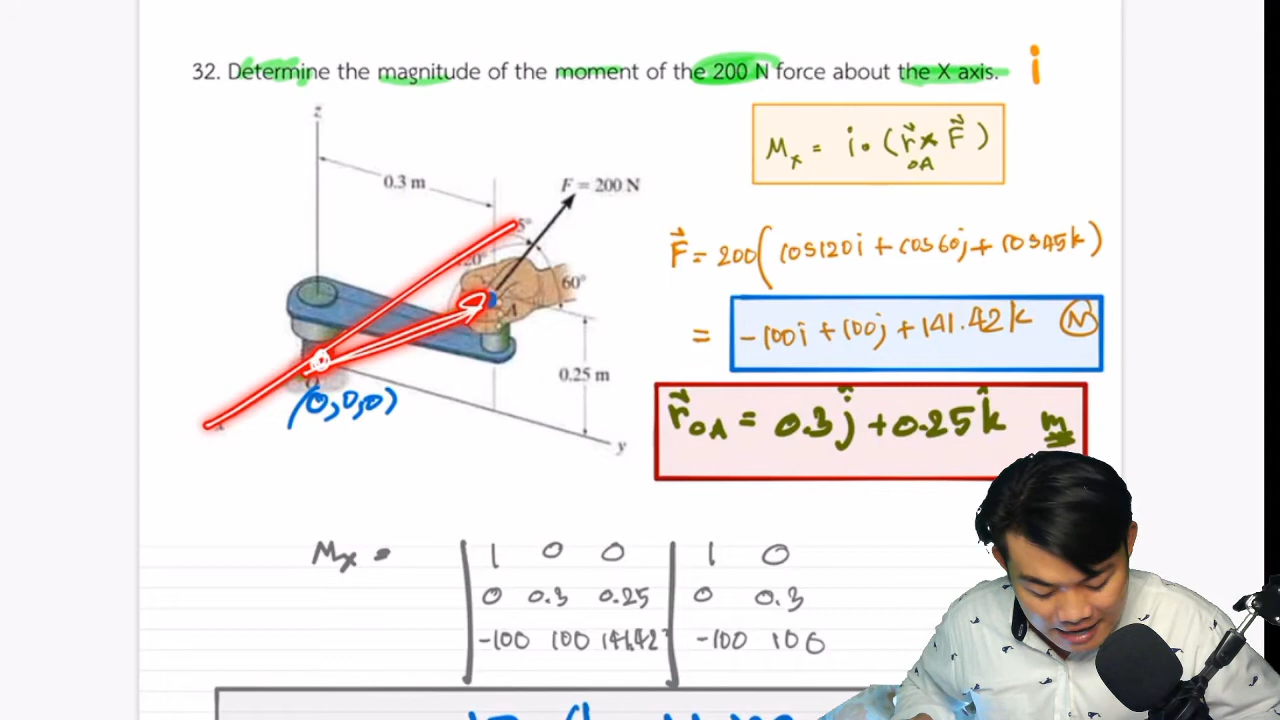 32. Determine the magnitude of the moment of the 200 N force about the X axis. i
z
0.3 m
F = 200 N
5°
120°
60°
A
0.25 m
y
(0,0,0)
Mx = i • (r⃗OA × F⃗)
F⃗ = 200(cos120i + cos60j + cos45k)
= -100i + 100j + 141.42k N
r⃗OA = 0.3ĵ + 0.25k̂ m
Mx =
1 0 0 1 0
0 0.3 0.25 0 0.3
-100 100 141.42 -100 100